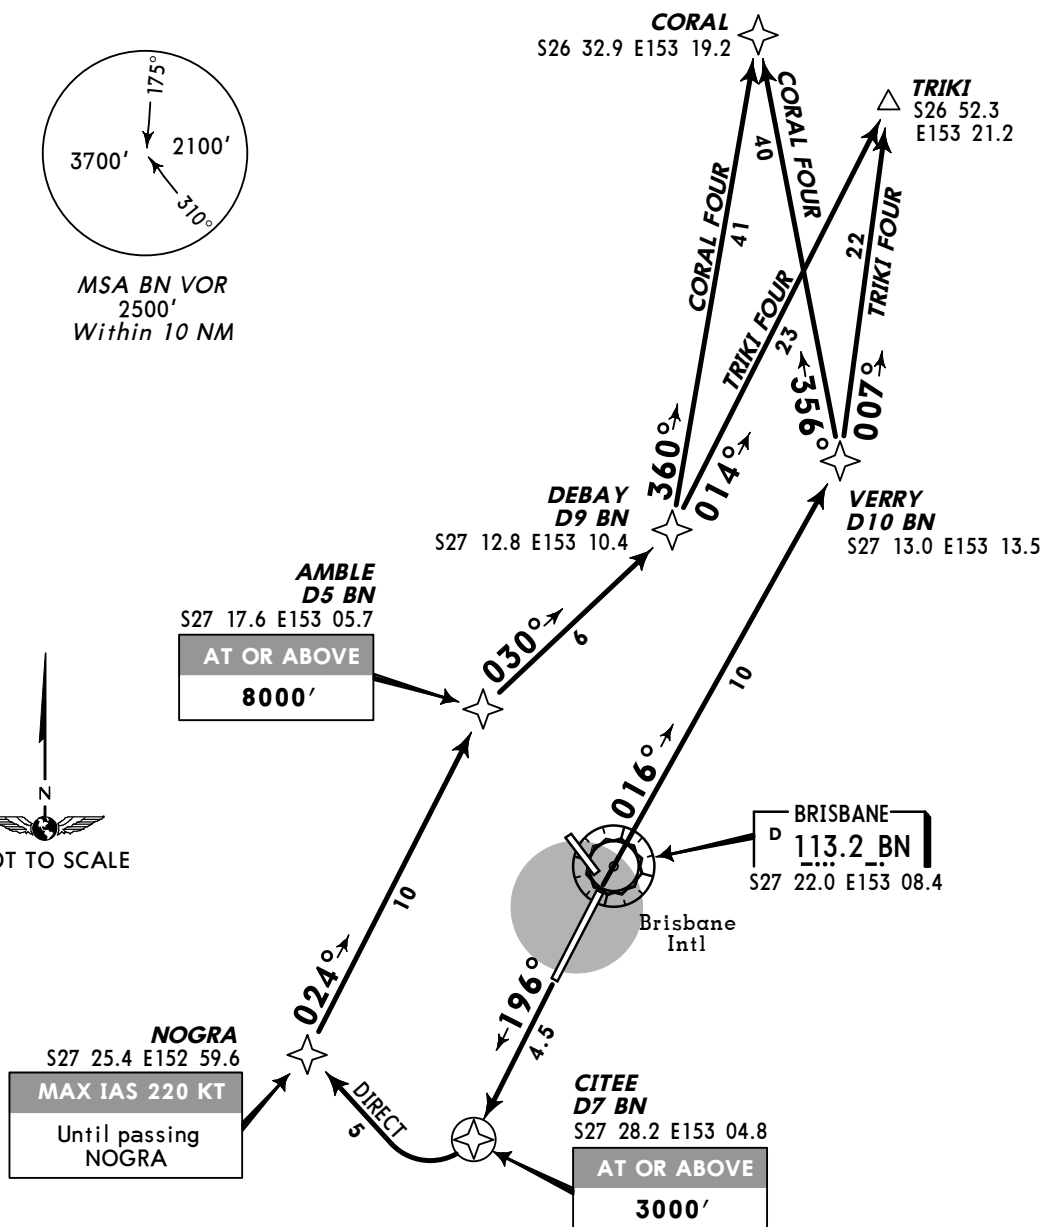 CORAL
S26 32.9 E153 19.2
TRIKI
S26 52.3
E153 21.2
175°
3700'
2100'
310°
MSA BN VOR
2500'
Within 10 NM
CORAL FOUR
41
CORAL FOUR
40
TRIKI FOUR
23
TRIKI FOUR
22
360°
014°
356°
007°
DEBAY
D9 BN
S27 12.8 E153 10.4
VERRY
D10 BN
S27 13.0 E153 13.5
AMBLE
D5 BN
S27 17.6 E153 05.7
AT OR ABOVE
8000'
030°
6
10
016°
N
OT TO SCALE
BRISBANE
D 113.2 BN
S27 22.0 E153 08.4
Brisbane
Intl
10
024°
196°
4.5
NOGRA
S27 25.4 E152 59.6
MAX IAS 220 KT
Until passing
NOGRA
DIRECT
5
CITEE
D7 BN
S27 28.2 E153 04.8
AT OR ABOVE
3000'